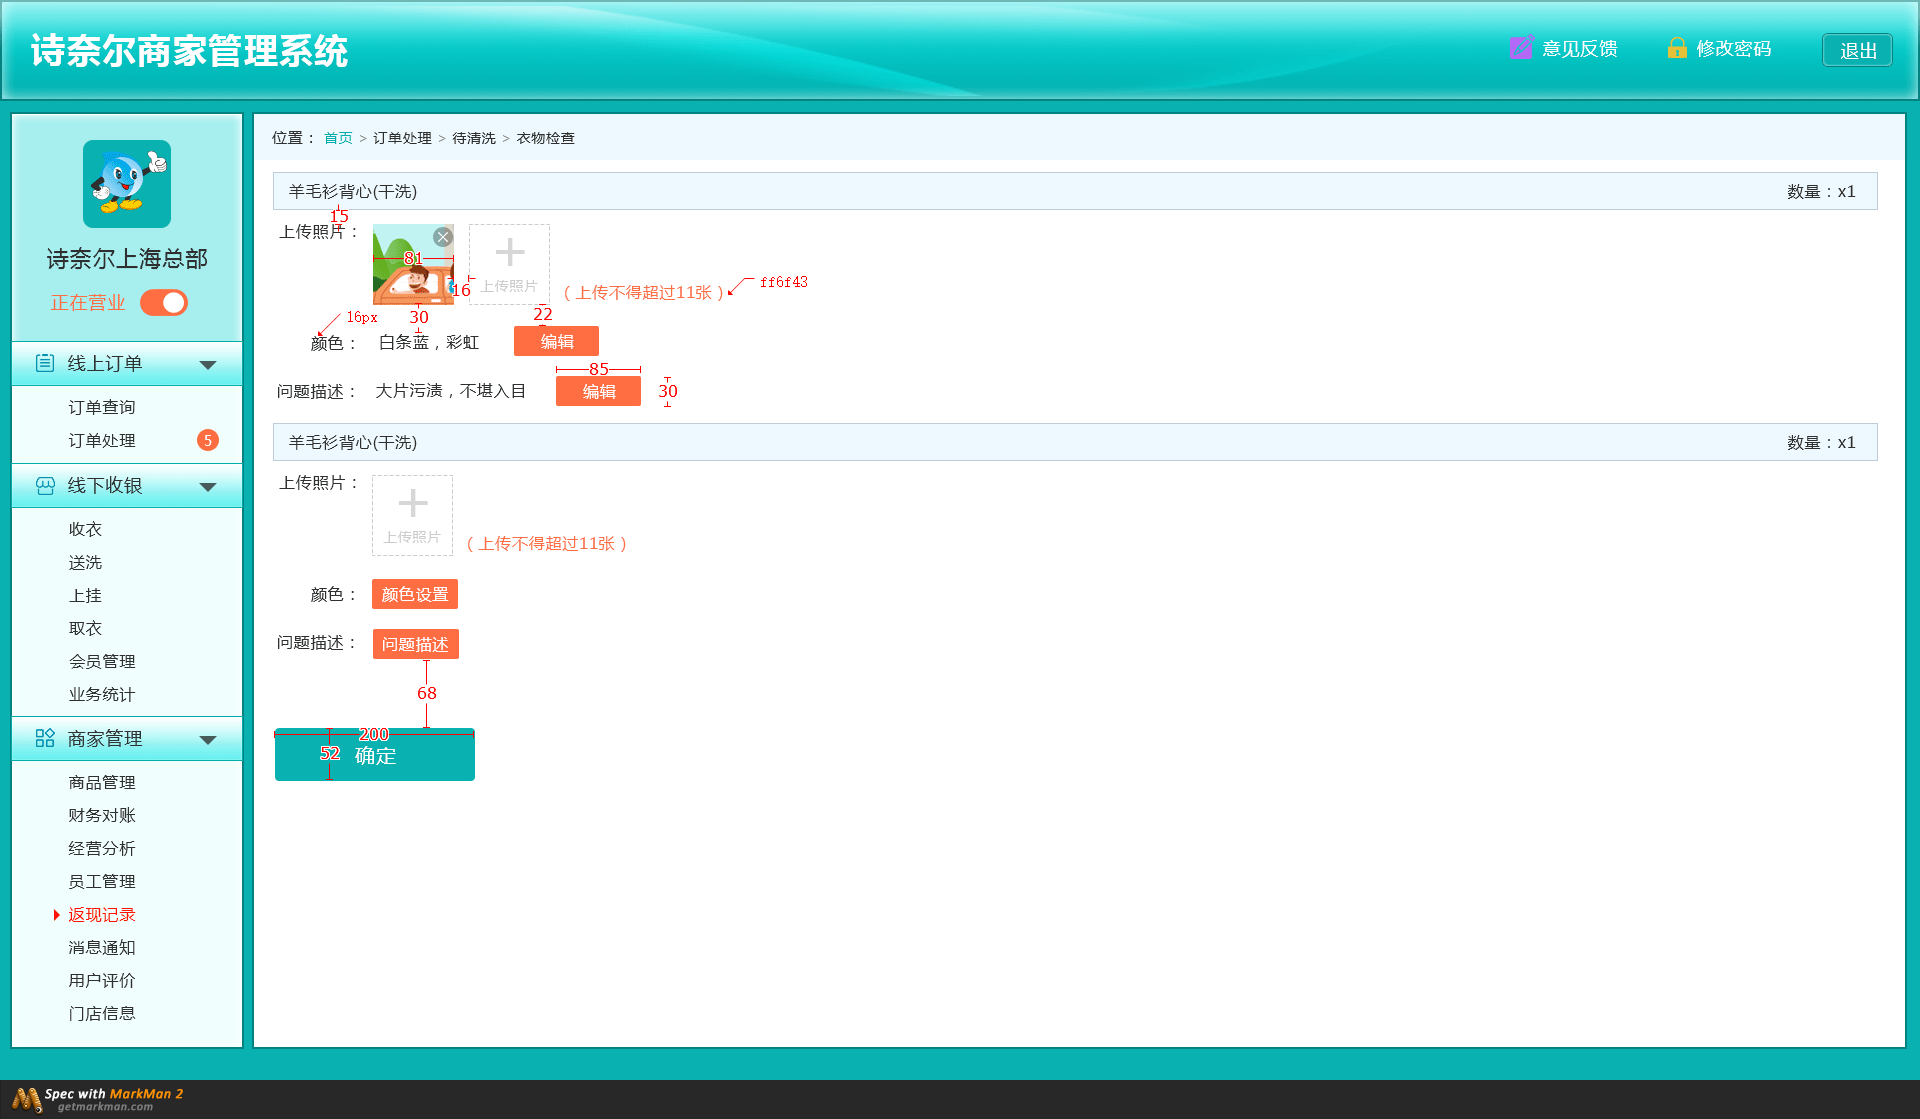 诗奈尔商家管理系统
意见反馈
修改密码
退出
诗奈尔上海总部
正在营业
线上订单
订单查询
订单处理 5
线下收银
收衣
送洗
上挂
取衣
会员管理
业务统计
商家管理
商品管理
财务对账
经营分析
员工管理
返现记录
消息通知
用户评价
门店信息
位置： 首页 > 订单处理 > 待清洗 > 衣物检查
羊毛衫背心(干洗) 数量：x1
15
上传照片：
81
16
上传照片
（上传不得超过11张）
ff6f43
16px
30
22
颜色： 白条蓝，彩虹 编辑
85
问题描述： 大片污渍，不堪入目 编辑 30
羊毛衫背心(干洗) 数量：x1
上传照片：
上传照片
（上传不得超过11张）
颜色： 颜色设置
问题描述： 问题描述
68
200
52
确定
Spec with MarkMan 2
getmarkman.com